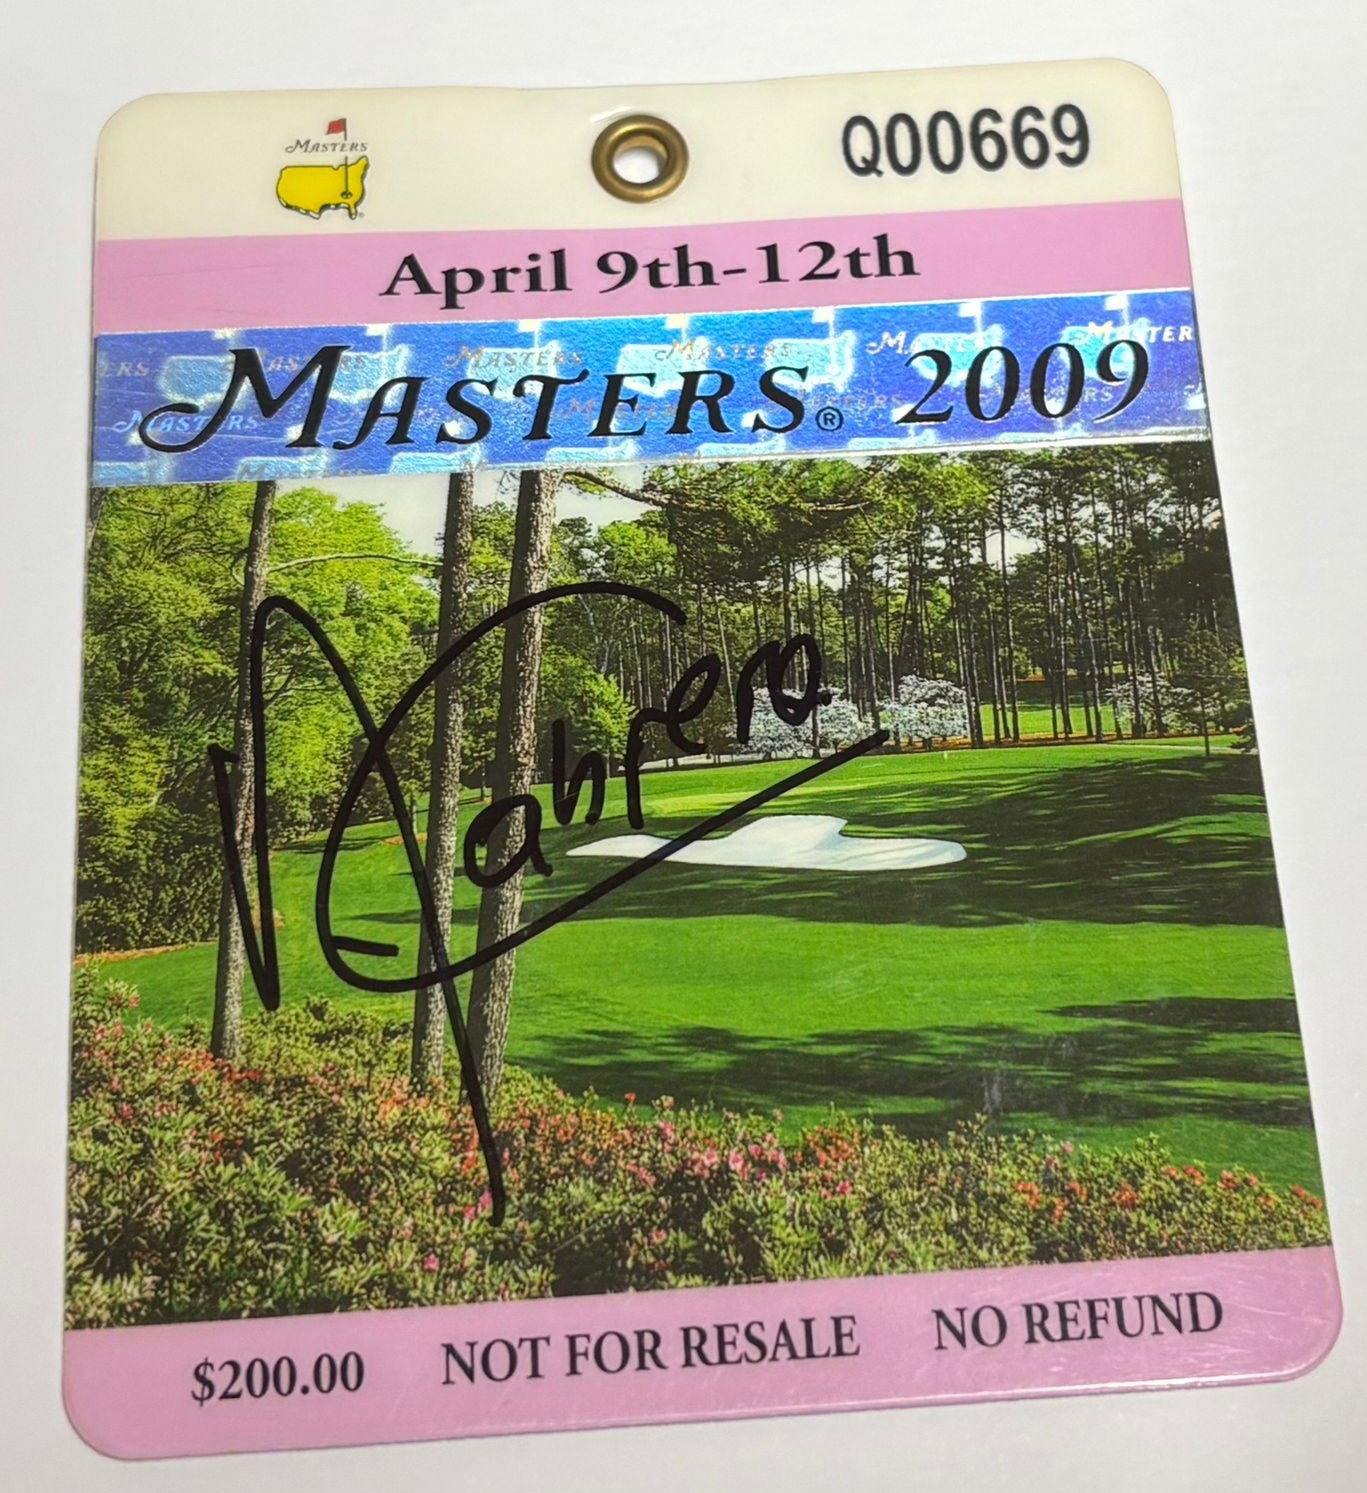 MASTERS
Q00669
April 9th-12th
MASTERS® 2009
Cabrera
$200.00 NOT FOR RESALE NO REFUND